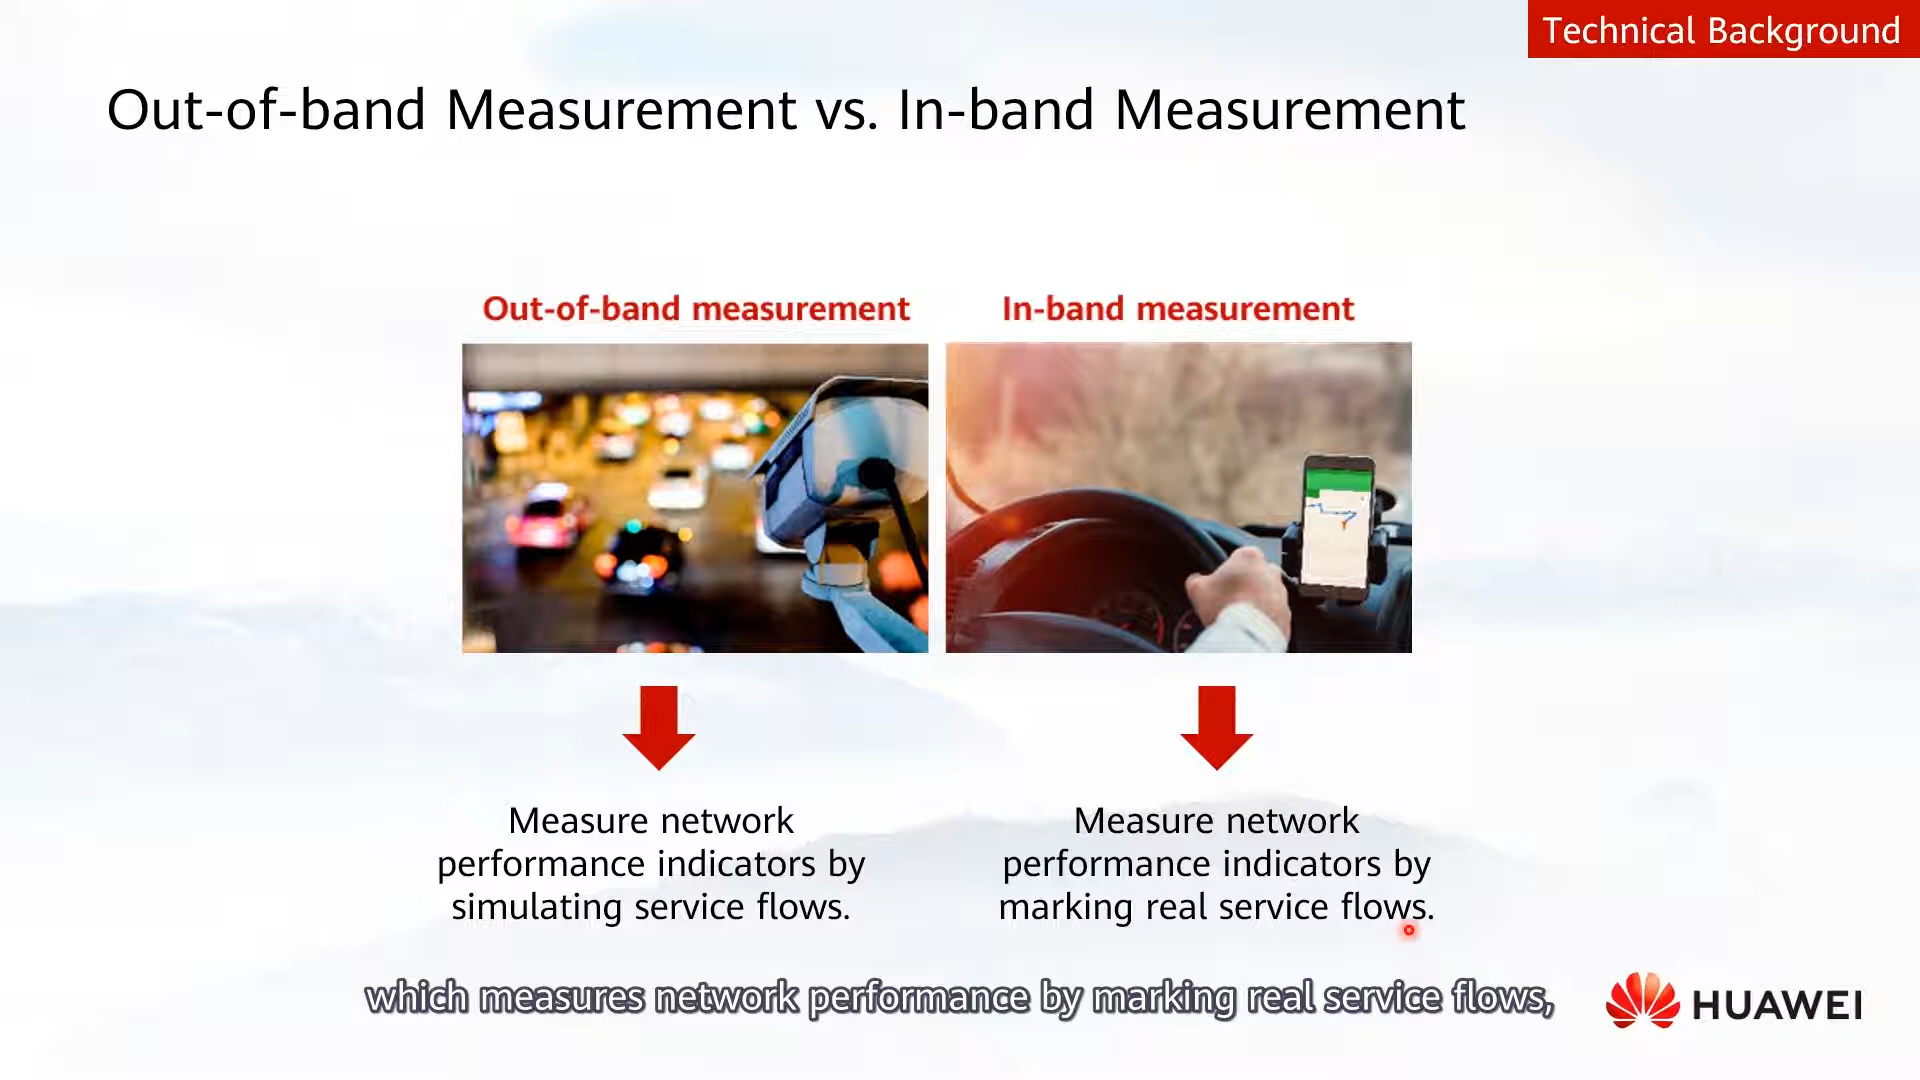 Technical Background
Out-of-band Measurement vs. In-band Measurement
Out-of-band measurement
In-band measurement
Measure network
performance indicators by
simulating service flows.
Measure network
performance indicators by
marking real service flows.
which measures network performance by marking real service flows,
HUAWEI